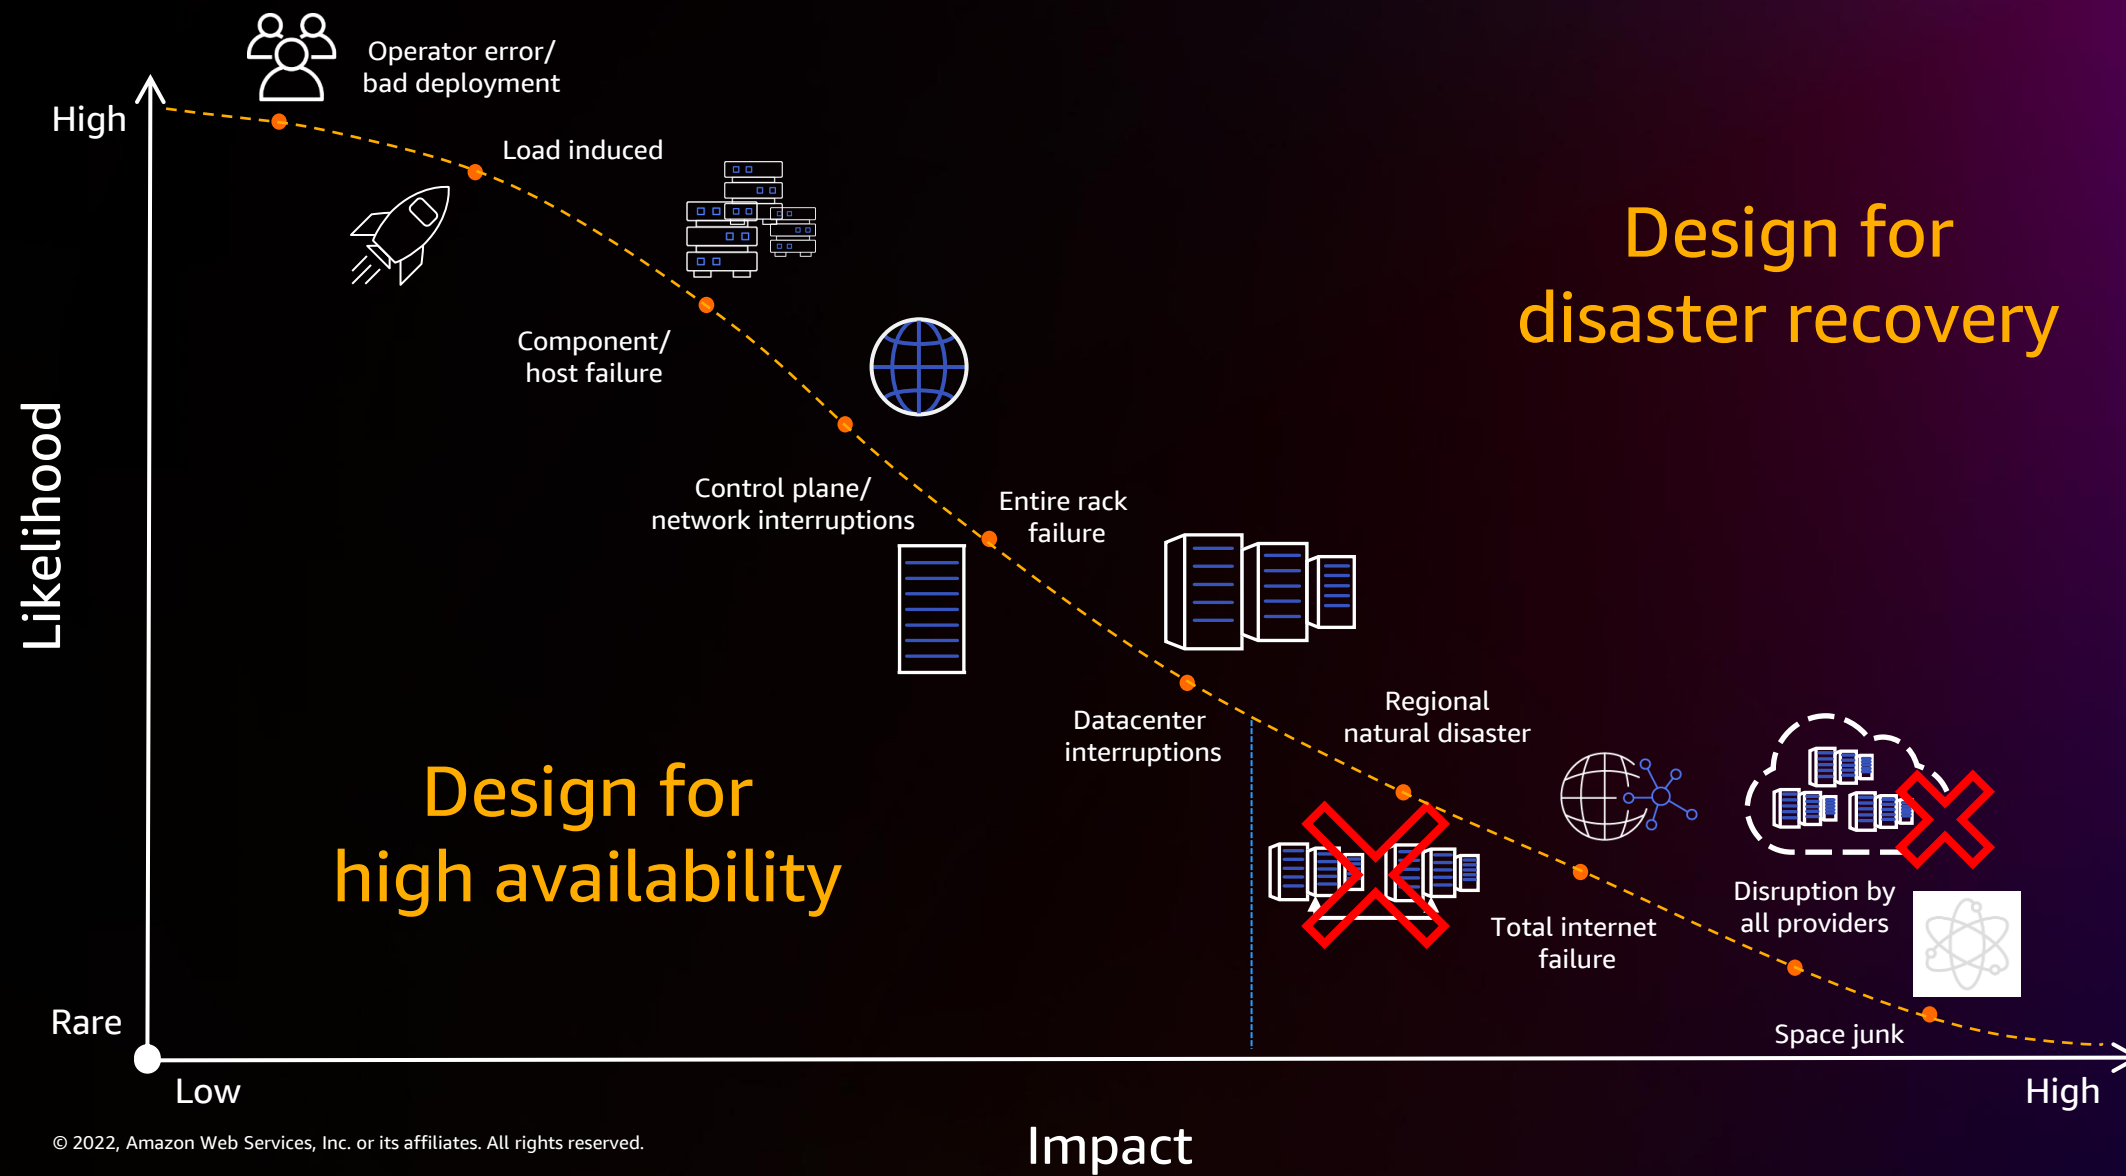 Operator error/
bad deployment
High
Load induced
Design for
disaster recovery
Component/
host failure
Likelihood
Control plane/
network interruptions
Entire rack
failure
Regional
natural disaster
Datacenter
interruptions
Design for
high availability
Disruption by
all providers
Total internet
failure
Rare
Space junk
Low
High
Impact
© 2022, Amazon Web Services, Inc. or its affiliates. All rights reserved.